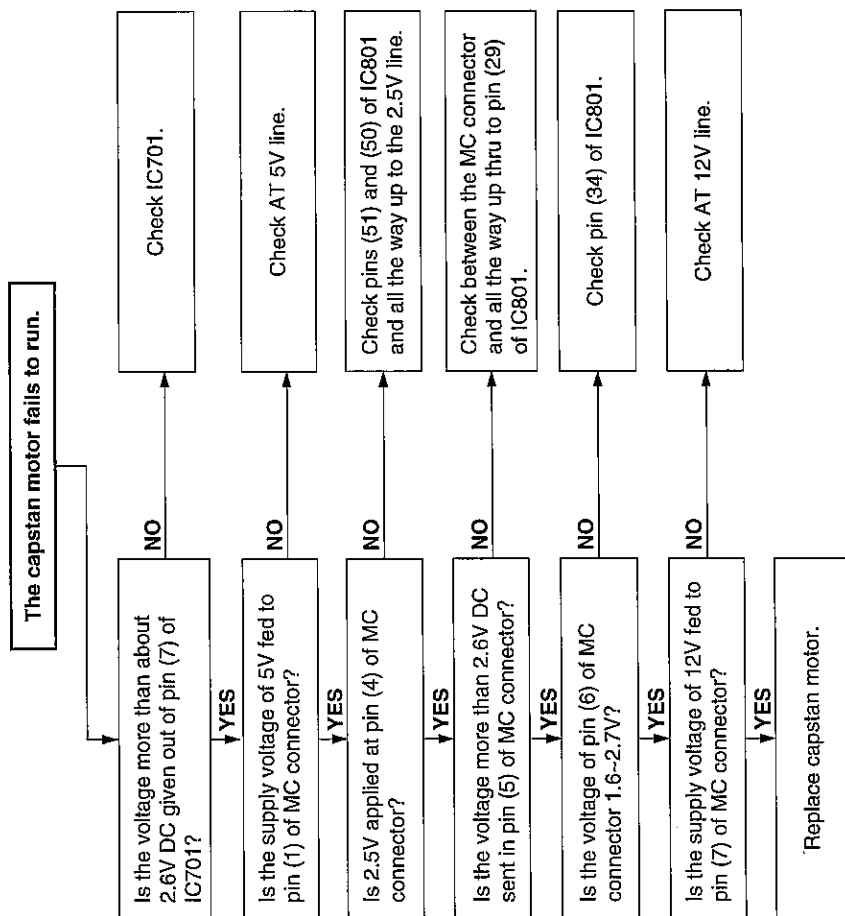 The capstan motor fails to run.
Is the voltage more than about
2.6V DC given out of pin (7) of
IC701?
NO
Check IC701.
YES
Is the supply voltage of 5V fed to
pin (1) of MC connector?
NO
Check AT 5V line.
YES
Is 2.5V applied at pin (4) of MC
connector?
NO
Check pins (51) and (50) of IC801
and all the way up to the 2.5V line.
YES
Is the voltage more than 2.6V DC
sent in pin (5) of MC connector?
NO
Check between the MC connector
and all the way up thru to pin (29)
of IC801.
YES
Is the voltage of pin (6) of MC
connector 1.6~2.7V?
NO
Check pin (34) of IC801.
YES
Is the supply voltage of 12V fed to
pin (7) of MC connector?
NO
Check AT 12V line.
YES
Replace capstan motor.